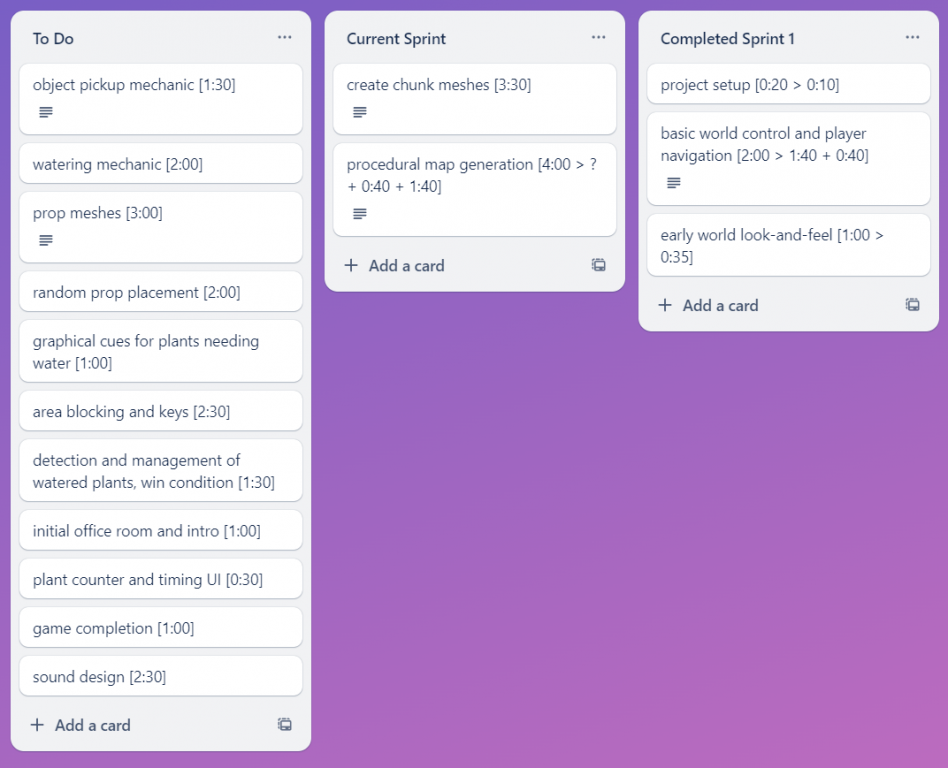 To Do
object pickup mechanic [1:30]
watering mechanic [2:00]
prop meshes [3:00]
random prop placement [2:00]
graphical cues for plants needing
water [1:00]
area blocking and keys [2:30]
detection and management of
watered plants, win condition [1:30]
initial office room and intro [1:00]
plant counter and timing UI [0:30]
game completion [1:00]
sound design [2:30]
+ Add a card
Current Sprint
create chunk meshes [3:30]
procedural map generation [4:00 > ?
+ 0:40 + 1:40]
+ Add a card
Completed Sprint 1
project setup [0:20 > 0:10]
basic world control and player
navigation [2:00 > 1:40 + 0:40]
early world look-and-feel [1:00 >
0:35]
+ Add a card